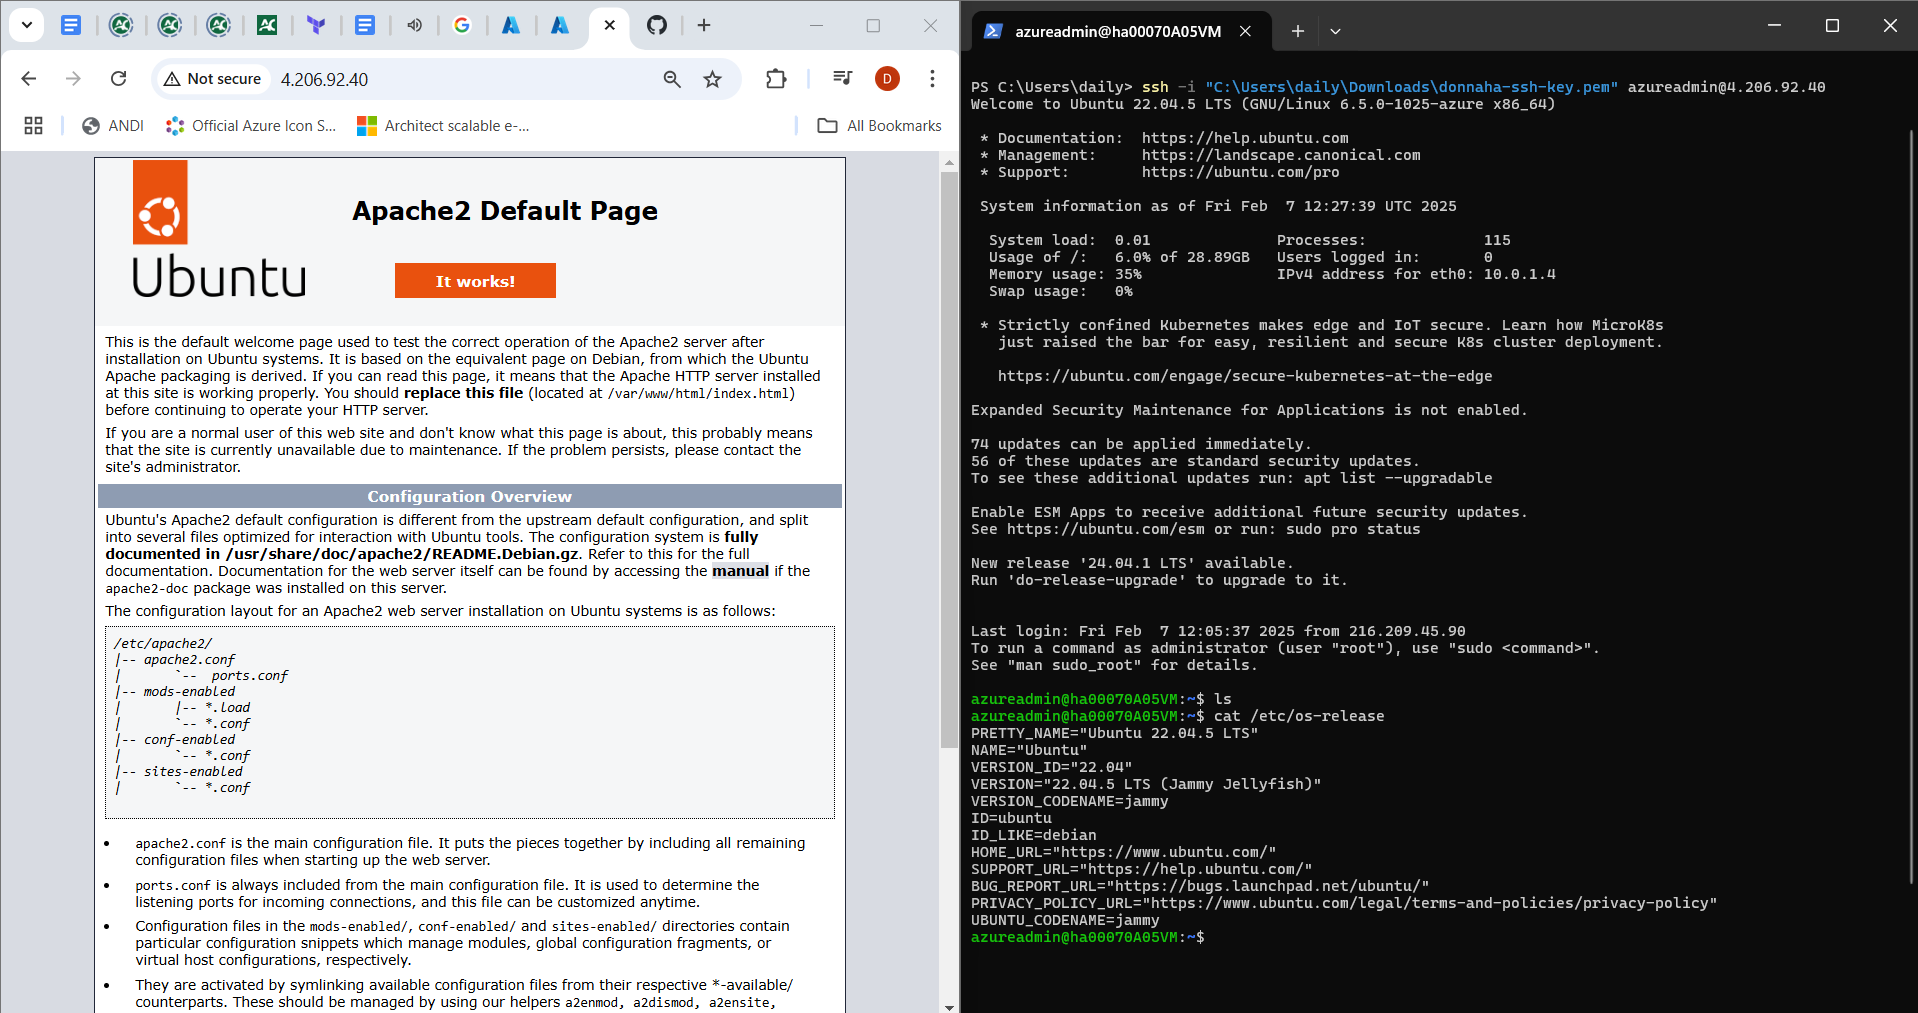 Not secure
4.206.92.40
D
ANDI
Official Azure Icon S...
Architect scalable e-...
All Bookmarks
Ubuntu
Apache2 Default Page
It works!
This is the default welcome page used to test the correct operation of the Apache2 server after
installation on Ubuntu systems. It is based on the equivalent page on Debian, from which the Ubuntu
Apache packaging is derived. If you can read this page, it means that the Apache HTTP server installed
at this site is working properly. You should replace this file (located at /var/www/html/index.html)
before continuing to operate your HTTP server.
If you are a normal user of this web site and don't know what this page is about, this probably means
that the site is currently unavailable due to maintenance. If the problem persists, please contact the
site's administrator.
Configuration Overview
Ubuntu's Apache2 default configuration is different from the upstream default configuration, and split
into several files optimized for interaction with Ubuntu tools. The configuration system is fully
documented in /usr/share/doc/apache2/README.Debian.gz. Refer to this for the full
documentation. Documentation for the web server itself can be found by accessing the manual if the
apache2-doc package was installed on this server.
The configuration layout for an Apache2 web server installation on Ubuntu systems is as follows:
/etc/apache2/
|-- apache2.conf
|       `--  ports.conf
|-- mods-enabled
|       |-- *.load
|       `-- *.conf
|-- conf-enabled
|       `-- *.conf
|-- sites-enabled
|       `-- *.conf
• apache2.conf is the main configuration file. It puts the pieces together by including all remaining
configuration files when starting up the web server.
• ports.conf is always included from the main configuration file. It is used to determine the
listening ports for incoming connections, and this file can be customized anytime.
• Configuration files in the mods-enabled/, conf-enabled/ and sites-enabled/ directories contain
particular configuration snippets which manage modules, global configuration fragments, or
virtual host configurations, respectively.
• They are activated by symlinking available configuration files from their respective *-available/
counterparts. These should be managed by using our helpers a2enmod, a2dismod, a2ensite,
azureadmin@ha00070A05VM
PS C:\Users\daily> ssh -i "C:\Users\daily\Downloads\donnaha-ssh-key.pem" azureadmin@4.206.92.40
Welcome to Ubuntu 22.04.5 LTS (GNU/Linux 6.5.0-1025-azure x86_64)
* Documentation:  https://help.ubuntu.com
* Management:     https://landscape.canonical.com
* Support:        https://ubuntu.com/pro
System information as of Fri Feb  7 12:27:39 UTC 2025
System load:  0.01              Processes:             115
Usage of /:   6.0% of 28.89GB   Users logged in:       0
Memory usage: 35%               IPv4 address for eth0: 10.0.1.4
Swap usage:   0%
* Strictly confined Kubernetes makes edge and IoT secure. Learn how MicroK8s
just raised the bar for easy, resilient and secure K8s cluster deployment.
https://ubuntu.com/engage/secure-kubernetes-at-the-edge
Expanded Security Maintenance for Applications is not enabled.
74 updates can be applied immediately.
56 of these updates are standard security updates.
To see these additional updates run: apt list --upgradable
Enable ESM Apps to receive additional future security updates.
See https://ubuntu.com/esm or run: sudo pro status
New release '24.04.1 LTS' available.
Run 'do-release-upgrade' to upgrade to it.
Last login: Fri Feb  7 12:05:37 2025 from 216.209.45.90
To run a command as administrator (user "root"), use "sudo <command>".
See "man sudo_root" for details.
azureadmin@ha00070A05VM:~$ ls
azureadmin@ha00070A05VM:~$ cat /etc/os-release
PRETTY_NAME="Ubuntu 22.04.5 LTS"
NAME="Ubuntu"
VERSION_ID="22.04"
VERSION="22.04.5 LTS (Jammy Jellyfish)"
VERSION_CODENAME=jammy
ID=ubuntu
ID_LIKE=debian
HOME_URL="https://www.ubuntu.com/"
SUPPORT_URL="https://help.ubuntu.com/"
BUG_REPORT_URL="https://bugs.launchpad.net/ubuntu/"
PRIVACY_POLICY_URL="https://www.ubuntu.com/legal/terms-and-policies/privacy-policy"
UBUNTU_CODENAME=jammy
azureadmin@ha00070A05VM:~$